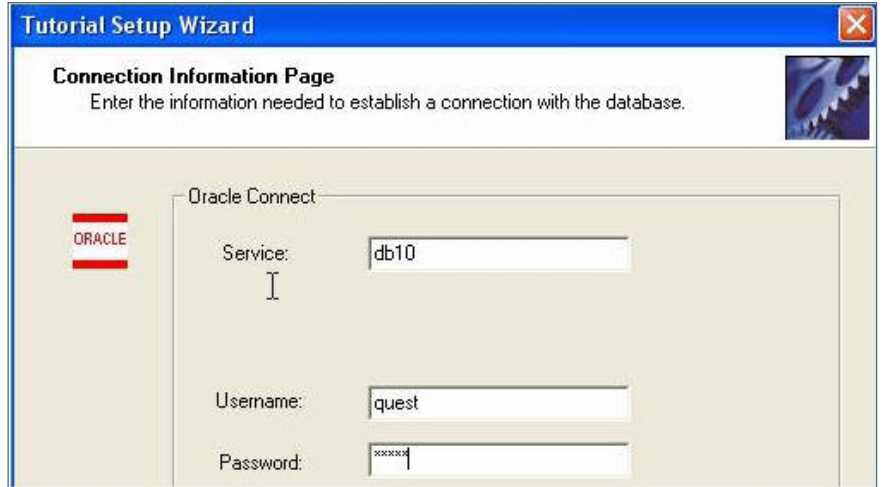 Tutorial Setup Wizard
Connection Information Page
Enter the information needed to establish a connection with the database.
Oracle Connect
ORACLE
Service: db10
Username: quest
Password: *****